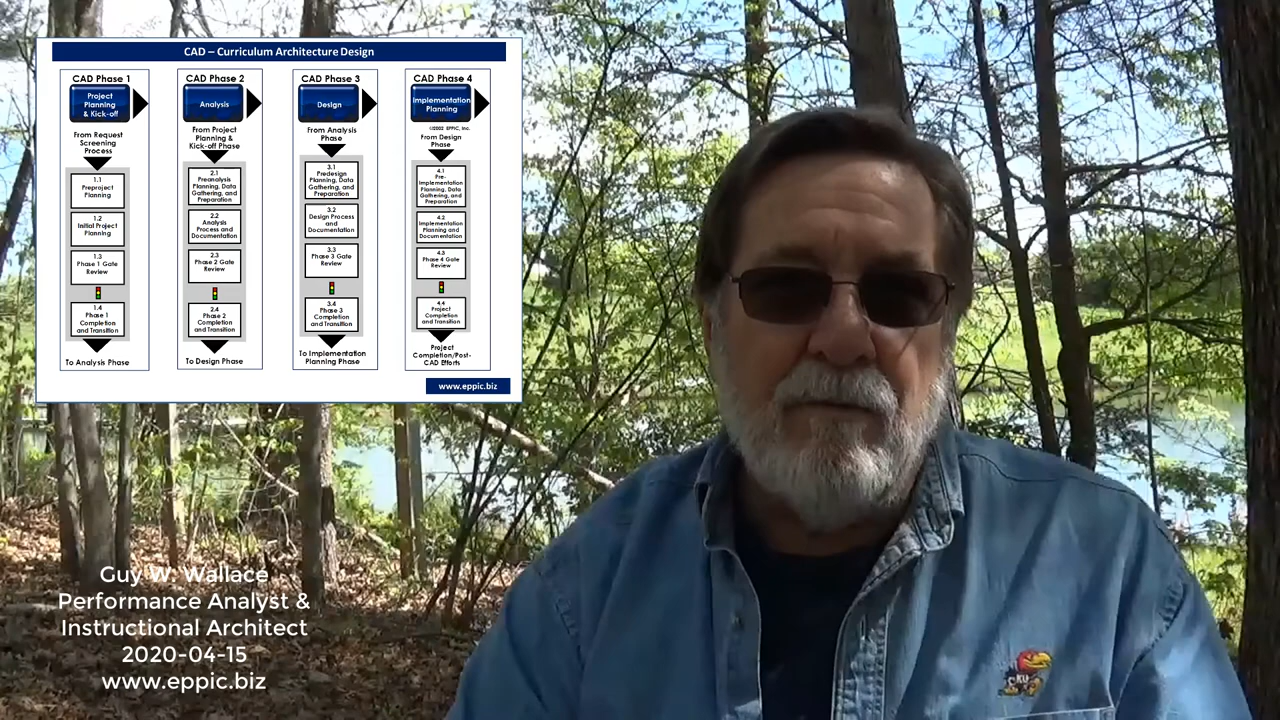 CAD – Curriculum Architecture Design
CAD Phase 1
Project
Planning
& Kick-off
From Request
Screening
Process
1.1
Preproject
Planning
1.2
Initial Project
Planning
1.3
Phase 1 Gate
Review
1.4
Phase 1
Completion
and Transition
To Analysis Phase
CAD Phase 2
Analysis
From Project
Planning &
Kick-off Phase
2.1
Preanalysis
Planning, Data
Gathering, and
Preparation
2.2
Analysis
Process and
Documentation
2.3
Phase 2 Gate
Review
2.4
Phase 2
Completion
and Transition
To Design Phase
CAD Phase 3
Design
From Analysis
Phase
3.1
Predesign
Planning, Data
Gathering, and
Preparation
3.2
Design Process
and
Documentation
3.3
Phase 3 Gate
Review
3.4
Phase 3
Completion
and Transition
To Implementation
Planning Phase
CAD Phase 4
Implementation
Planning
©2002 EPPIC, Inc.
From Design
Phase
4.1
Pre-
Implementation
Planning, Data
Gathering, and
Preparation
4.2
Implementation
Planning and
Documentation
4.3
Phase 4 Gate
Review
4.4
Project
Completion
and Transition
Project
Completion/Post-
CAD Efforts
www.eppic.biz
Guy W. Wallace
Performance Analyst &
Instructional Architect
2020-04-15
www.eppic.biz
KU